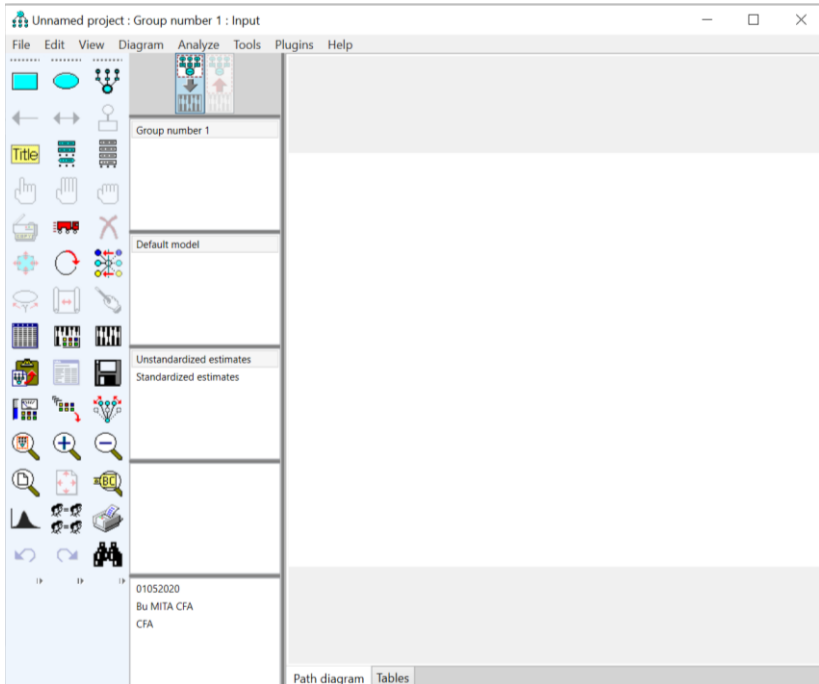 Unnamed project : Group number 1 : Input
File Edit View Diagram Analyze Tools Plugins Help
Title
Group number 1
Default model
Unstandardized estimates
Standardized estimates
01052020
Bu MITA CFA
CFA
Path diagram Tables